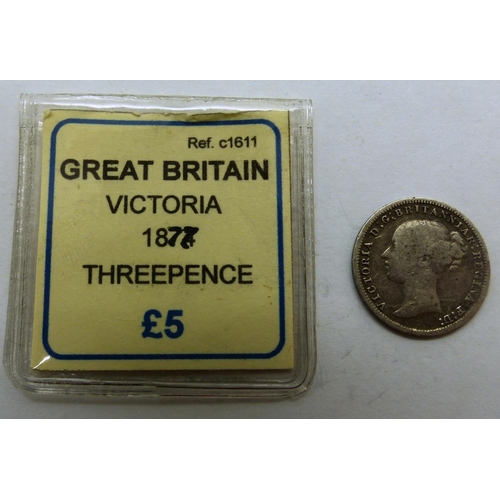 Ref. c1611
GREAT BRITAIN
VICTORIA
1877
THREEPENCE
£5
VICTORIA D.G. BRITANNIAR. REGINA F.D.